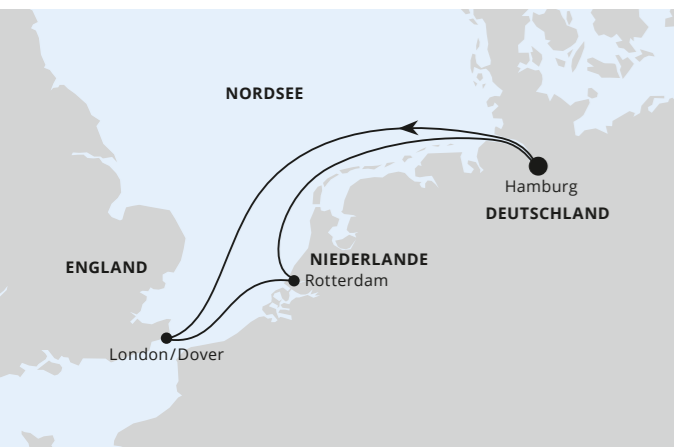 NORDSEE
Hamburg
DEUTSCHLAND
NIEDERLANDE
ENGLAND
Rotterdam
London/Dover